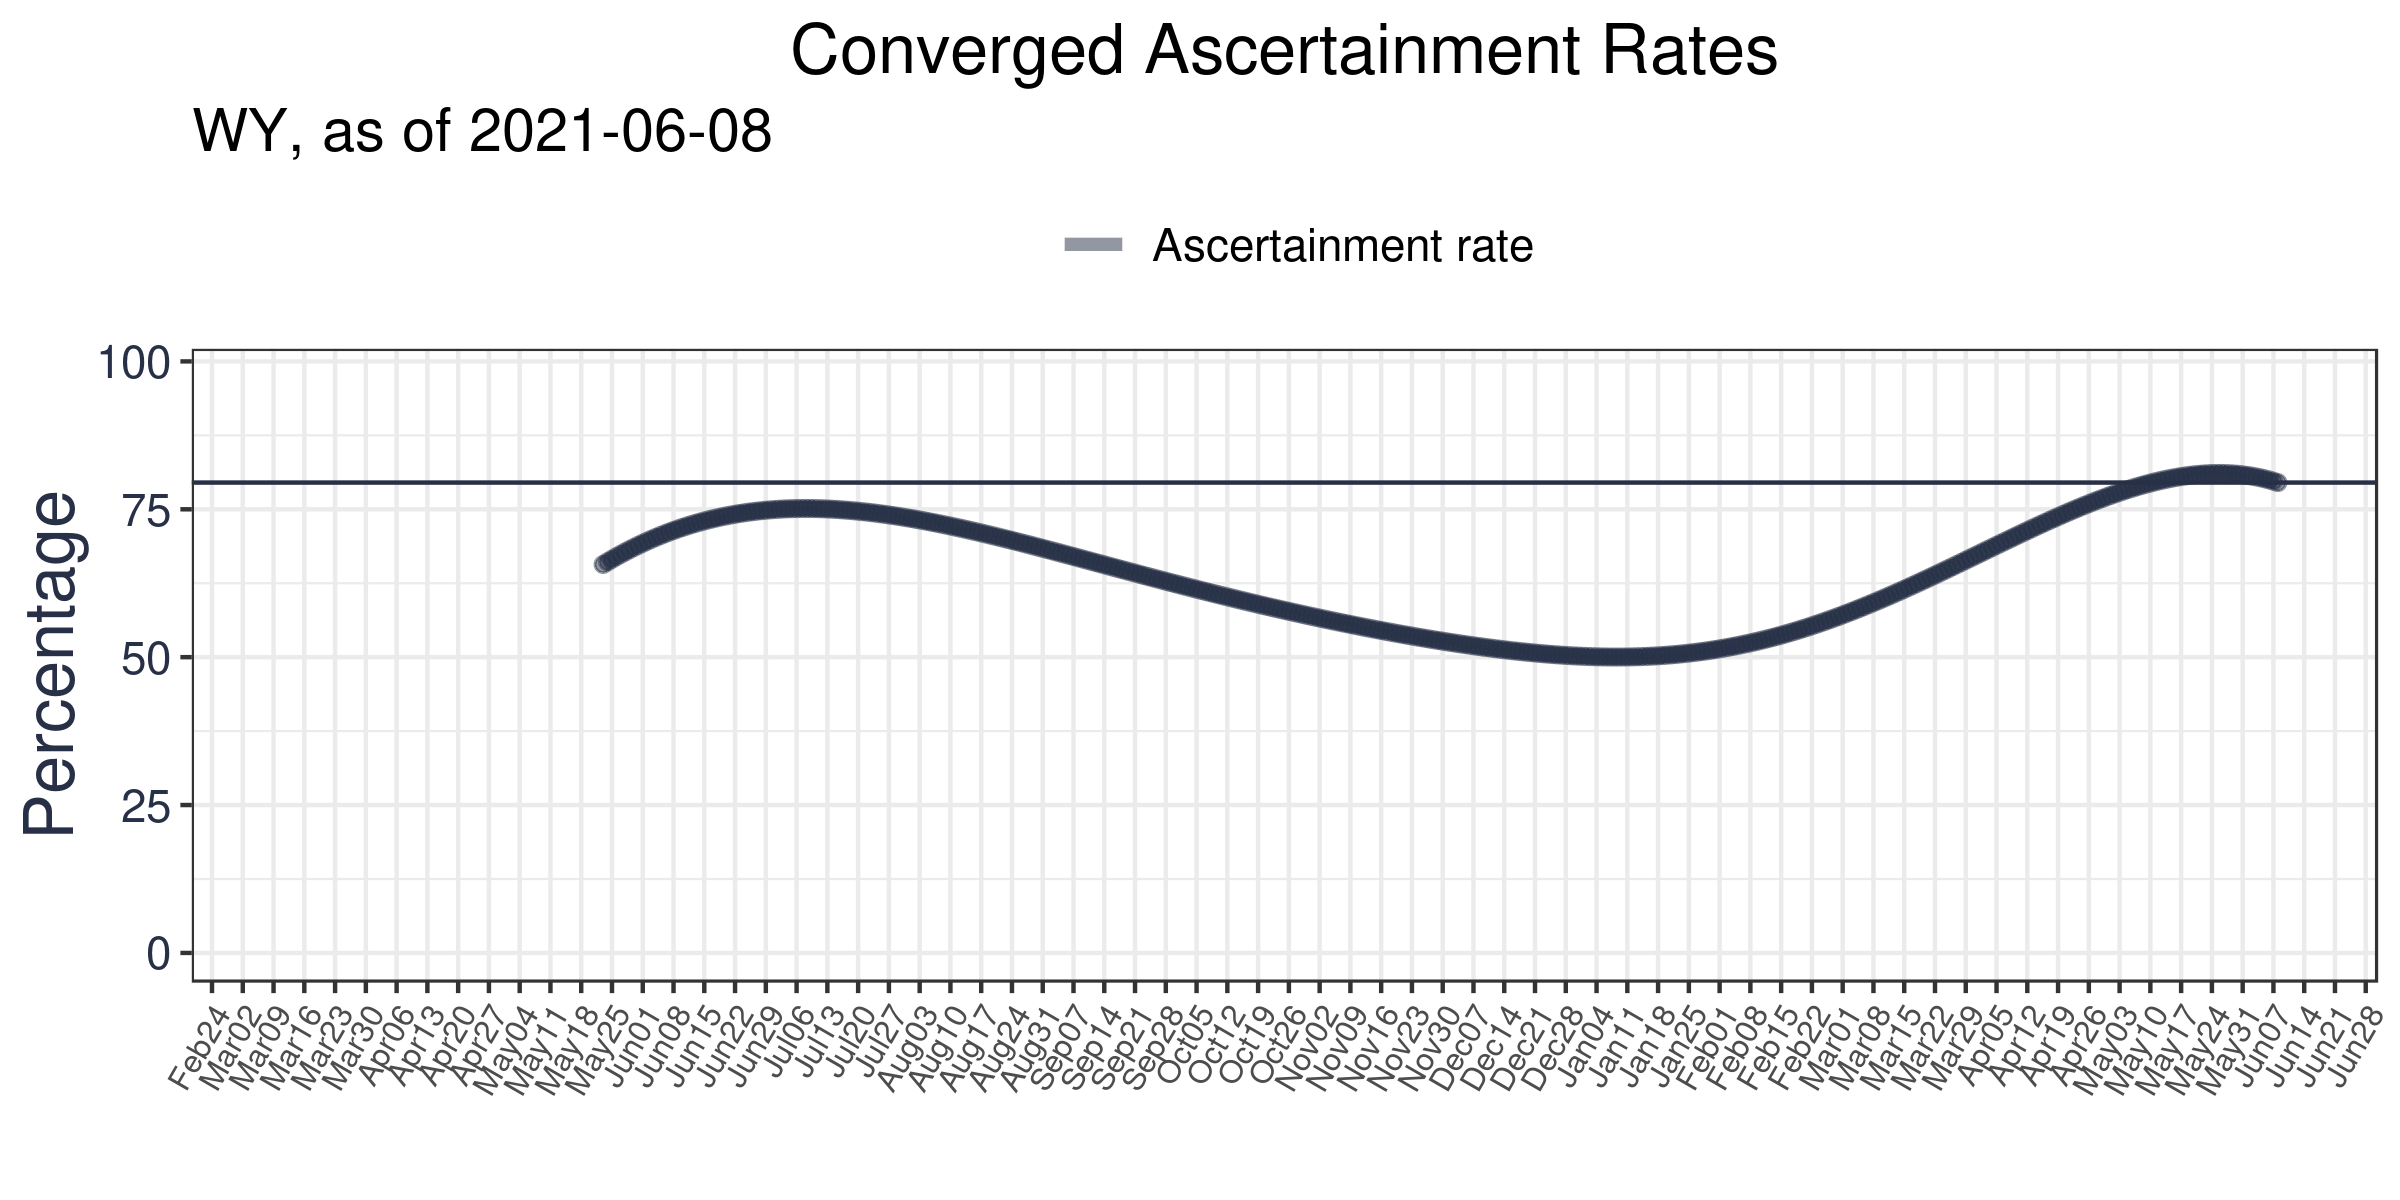 Converged Ascertainment Rates
WY, as of 2021-06-08
Ascertainment rate
Percentage
100
75
50
25
0
Feb24
Mar02
Mar09
Mar16
Mar23
Mar30
Apr06
Apr13
Apr20
Apr27
May04
May11
May18
May25
Jun01
Jun08
Jun15
Jun22
Jun29
Jul06
Jul13
Jul20
Jul27
Aug03
Aug10
Aug17
Aug24
Aug31
Sep07
Sep14
Sep21
Sep28
Oct05
Oct12
Oct19
Oct26
Nov02
Nov09
Nov16
Nov23
Nov30
Dec07
Dec14
Dec21
Dec28
Jan04
Jan11
Jan18
Jan25
Feb01
Feb08
Feb15
Feb22
Mar01
Mar08
Mar15
Mar22
Mar29
Apr05
Apr12
Apr19
Apr26
May03
May10
May17
May24
May31
Jun07
Jun14
Jun21
Jun28